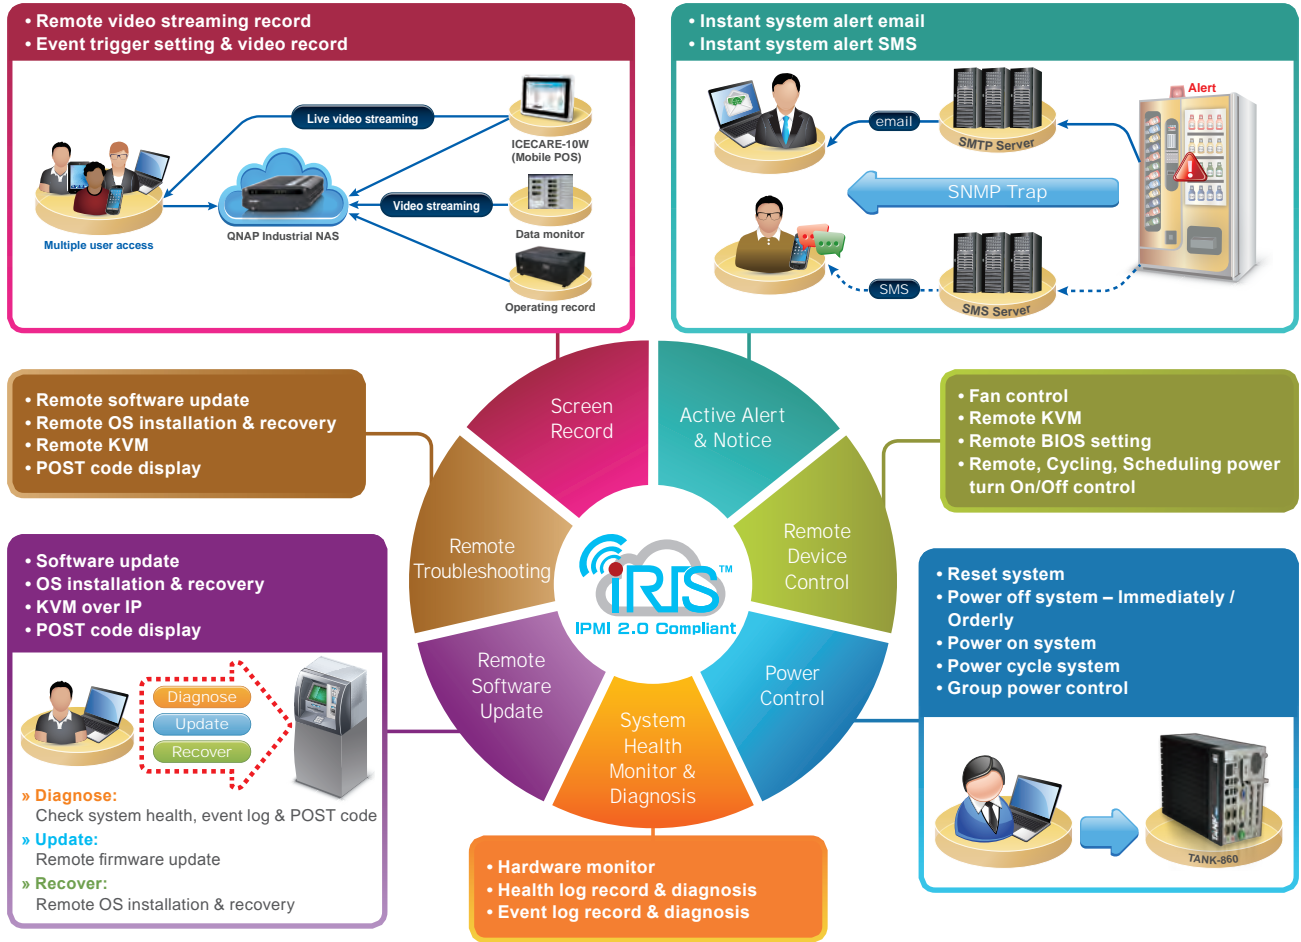 • Remote video streaming record
• Event trigger setting & video record
Live video streaming
ICECARE-10W
(Mobile POS)
Video streaming
Multiple user access
QNAP Industrial NAS
Data monitor
Operating record
• Instant system alert email
• Instant system alert SMS
Alert
email
SMTP Server
SNMP Trap
SMS
SMS Server
• Remote software update
• Remote OS installation & recovery
• Remote KVM
• POST code display
Screen
Record
Active Alert
& Notice
• Fan control
• Remote KVM
• Remote BIOS setting
• Remote, Cycling, Scheduling power
turn On/Off control
Remote
Troubleshooting
Remote
Device
Control
iRIS™
IPMI 2.0 Compliant
Remote
Software
Update
System
Health
Monitor &
Diagnosis
Power
Control
• Software update
• OS installation & recovery
• KVM over IP
• POST code display
Diagnose
Update
Recover
» Diagnose:
Check system health, event log & POST code
» Update:
Remote firmware update
» Recover:
Remote OS installation & recovery
• Hardware monitor
• Health log record & diagnosis
• Event log record & diagnosis
• Reset system
• Power off system – Immediately /
Orderly
• Power on system
• Power cycle system
• Group power control
TANK
TANK-860